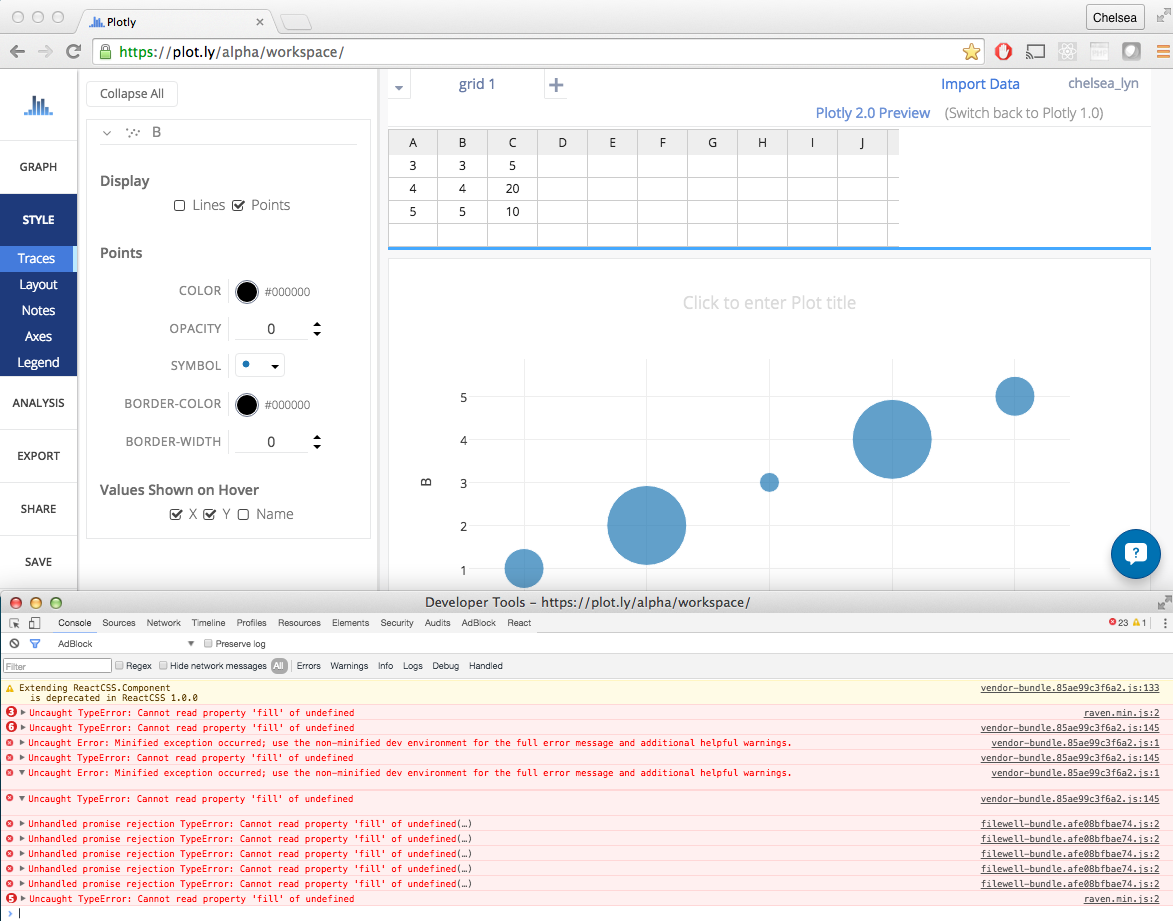 Plotly
Chelsea
https://plot.ly/alpha/workspace/
GRAPH
STYLE
Traces
Layout
Notes
Axes
Legend
ANALYSIS
EXPORT
SHARE
SAVE
Collapse All
B
Display
Lines Points
Points
COLOR #000000
OPACITY 0
SYMBOL
BORDER-COLOR #000000
BORDER-WIDTH 0
Values Shown on Hover
X Y Name
grid 1
Import Data chelsea_lyn
Plotly 2.0 Preview (Switch back to Plotly 1.0)
A B C D E F G H I J
3 3 5
4 4 20
5 5 10
Click to enter Plot title
5
4
B 3
2
1
?
Developer Tools - https://plot.ly/alpha/workspace/
Console Sources Network Timeline Profiles Resources Elements Security Audits AdBlock React 23 1
AdBlock Preserve log
Filter Regex Hide network messages All Errors Warnings Info Logs Debug Handled
Extending ReactCSS.Component vendor-bundle.85ae99c3f6a2.js:133
is deprecated in ReactCSS 1.0.0
3 Uncaught TypeError: Cannot read property 'fill' of undefined raven.min.js:2
6 Uncaught TypeError: Cannot read property 'fill' of undefined vendor-bundle.85ae99c3f6a2.js:145
Uncaught Error: Minified exception occurred; use the non-minified dev environment for the full error message and additional helpful warnings. vendor-bundle.85ae99c3f6a2.js:1
Uncaught TypeError: Cannot read property 'fill' of undefined vendor-bundle.85ae99c3f6a2.js:145
Uncaught Error: Minified exception occurred; use the non-minified dev environment for the full error message and additional helpful warnings. vendor-bundle.85ae99c3f6a2.js:1
Uncaught TypeError: Cannot read property 'fill' of undefined vendor-bundle.85ae99c3f6a2.js:145
Unhandled promise rejection TypeError: Cannot read property 'fill' of undefined(…) filewell-bundle.afe08bfbae74.js:2
Unhandled promise rejection TypeError: Cannot read property 'fill' of undefined(…) filewell-bundle.afe08bfbae74.js:2
Unhandled promise rejection TypeError: Cannot read property 'fill' of undefined(…) filewell-bundle.afe08bfbae74.js:2
Unhandled promise rejection TypeError: Cannot read property 'fill' of undefined(…) filewell-bundle.afe08bfbae74.js:2
Unhandled promise rejection TypeError: Cannot read property 'fill' of undefined(…) filewell-bundle.afe08bfbae74.js:2
5 Uncaught TypeError: Cannot read property 'fill' of undefined raven.min.js:2